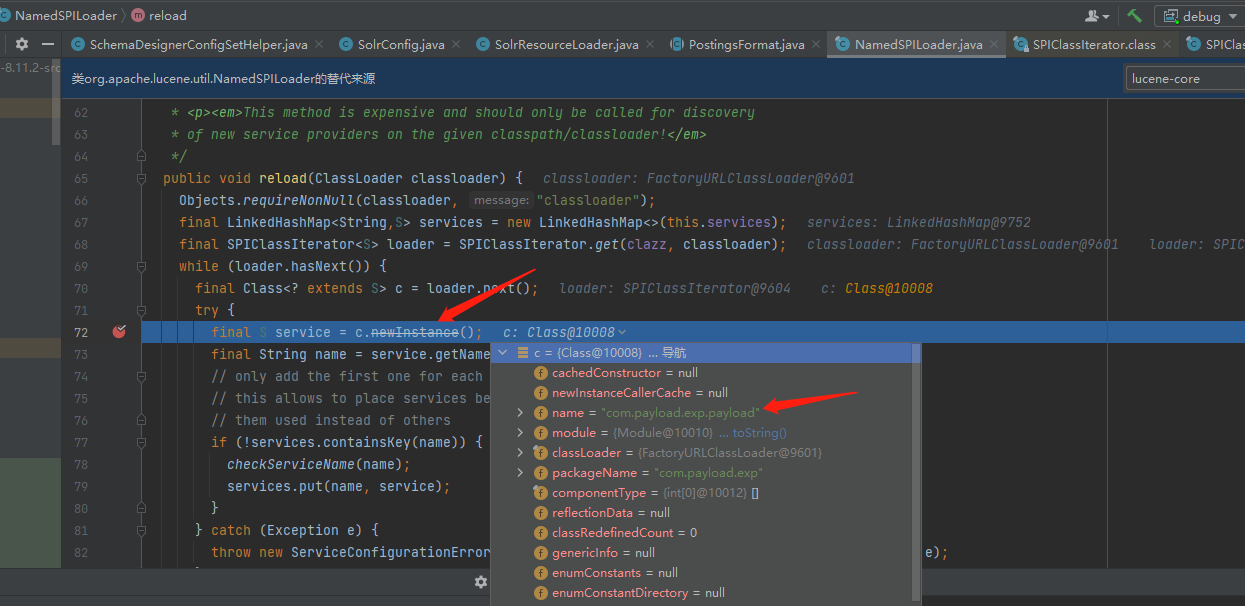 NamedSPILoader reload debug
SchemaDesignerConfigSetHelper.java SolrConfig.java SolrResourceLoader.java PostingsFormat.java NamedSPILoader.java SPIClassIterator.class SPIClas
-8.11.2-src
类org.apache.lucene.util.NamedSPILoader的替代来源 lucene-core
62 * <p><em>This method is expensive and should only be called for discovery
63 * of new service providers on the given classpath/classloader!</em>
64 */
65 public void reload(ClassLoader classloader) { classloader: FactoryURLClassLoader@9601
66 Objects.requireNonNull(classloader, message: "classloader");
67 final LinkedHashMap<String,S> services = new LinkedHashMap<>(this.services); services: LinkedHashMap@9752
68 final SPIClassIterator<S> loader = SPIClassIterator.get(clazz, classloader); classloader: FactoryURLClassLoader@9601 loader: SPIC
69 while (loader.hasNext()) {
70 final Class<? extends S> c = loader.next(); loader: SPIClassIterator@9604 c: Class@10008
71 try {
72 final S service = c.newInstance(); c: Class@10008
73 final String name = service.getName
74 // only add the first one for each
75 // this allows to place services be
76 // them used instead of others
77 if (!services.containsKey(name)) {
78 checkServiceName(name);
79 services.put(name, service);
80 }
81 } catch (Exception e) {
82 throw new ServiceConfigurationError e);
c = {Class@10008} ... 导航
cachedConstructor = null
newInstanceCallerCache = null
name = "com.payload.exp.payload"
module = {Module@10010} ... toString()
classLoader = {FactoryURLClassLoader@9601}
packageName = "com.payload.exp"
componentType = {int[0]@10012} []
reflectionData = null
classRedefinedCount = 0
genericInfo = null
enumConstants = null
enumConstantDirectory = null